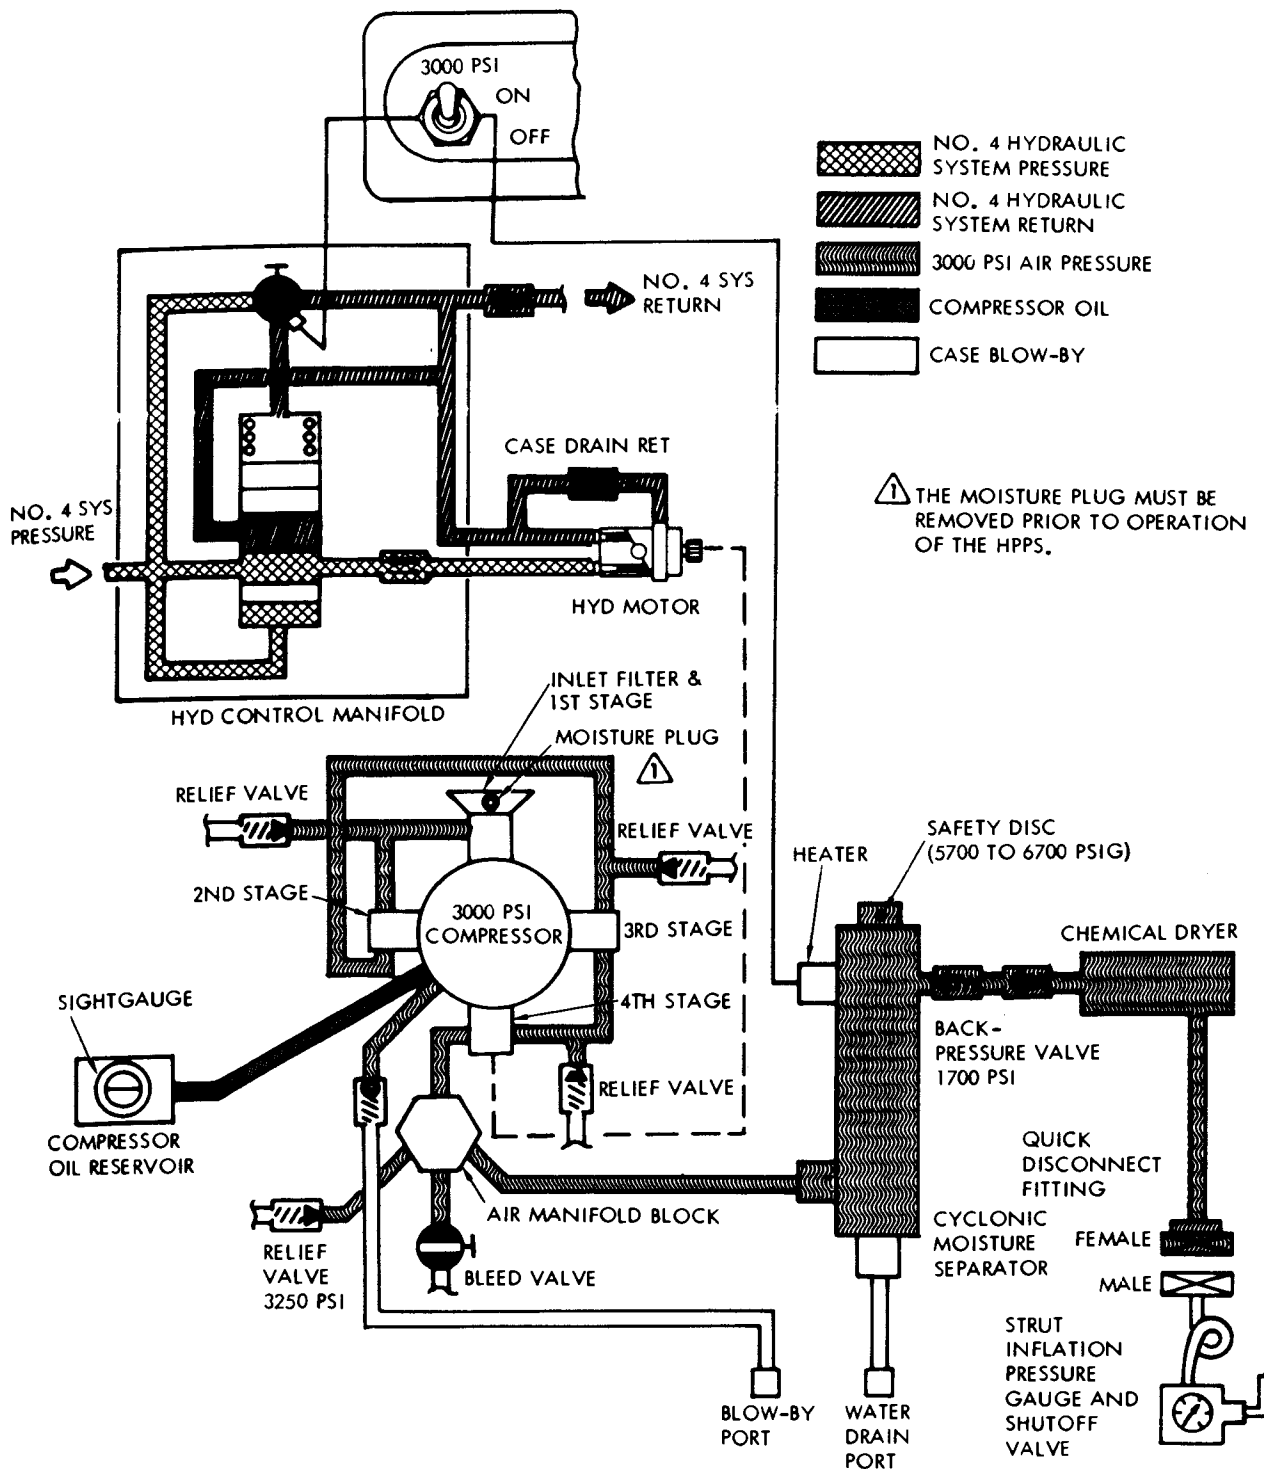 3000 PSI
ON
OFF
NO. 4 HYDRAULIC
SYSTEM PRESSURE
NO. 4 HYDRAULIC
SYSTEM RETURN
3000 PSI AIR PRESSURE
COMPRESSOR OIL
CASE BLOW-BY
NO. 4 SYS
RETURN
CASE DRAIN RET
1 THE MOISTURE PLUG MUST BE
REMOVED PRIOR TO OPERATION
OF THE HPPS.
NO. 4 SYS
PRESSURE
HYD MOTOR
HYD CONTROL MANIFOLD
INLET FILTER &
1ST STAGE
MOISTURE PLUG
1
RELIEF VALVE
RELIEF VALVE
SAFETY DISC
(5700 TO 6700 PSIG)
HEATER
2ND STAGE
3000 PSI
COMPRESSOR
3RD STAGE
CHEMICAL DRYER
SIGHTGAUGE
4TH STAGE
BACK-
PRESSURE VALVE
1700 PSI
RELIEF VALVE
COMPRESSOR
OIL RESERVOIR
QUICK
DISCONNECT
FITTING
AIR MANIFOLD BLOCK
CYCLONIC
MOISTURE
SEPARATOR
FEMALE
RELIEF
VALVE
3250 PSI
BLEED VALVE
MALE
STRUT
INFLATION
PRESSURE
GAUGE AND
SHUTOFF
VALVE
BLOW-BY
PORT
WATER
DRAIN
PORT